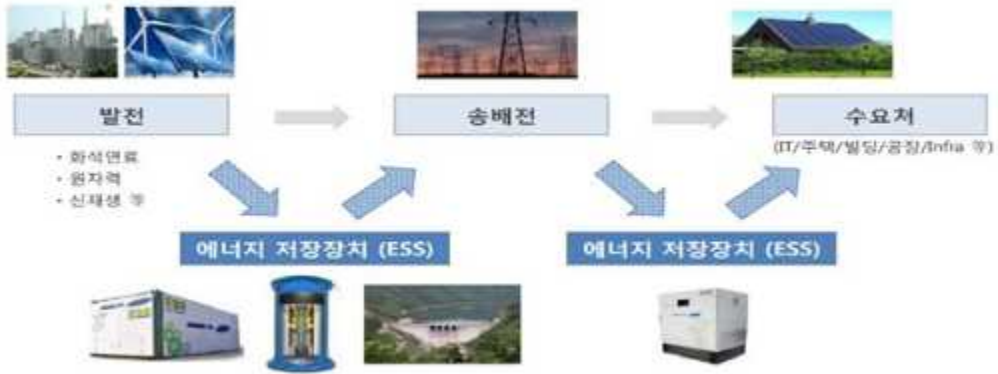 발전
송배전
수요처
(IT/주택/빌딩/공장/Infra 등)
• 화석연료
• 원자력
• 신재생 등
에너지 저장장치 (ESS)
에너지 저장장치 (ESS)